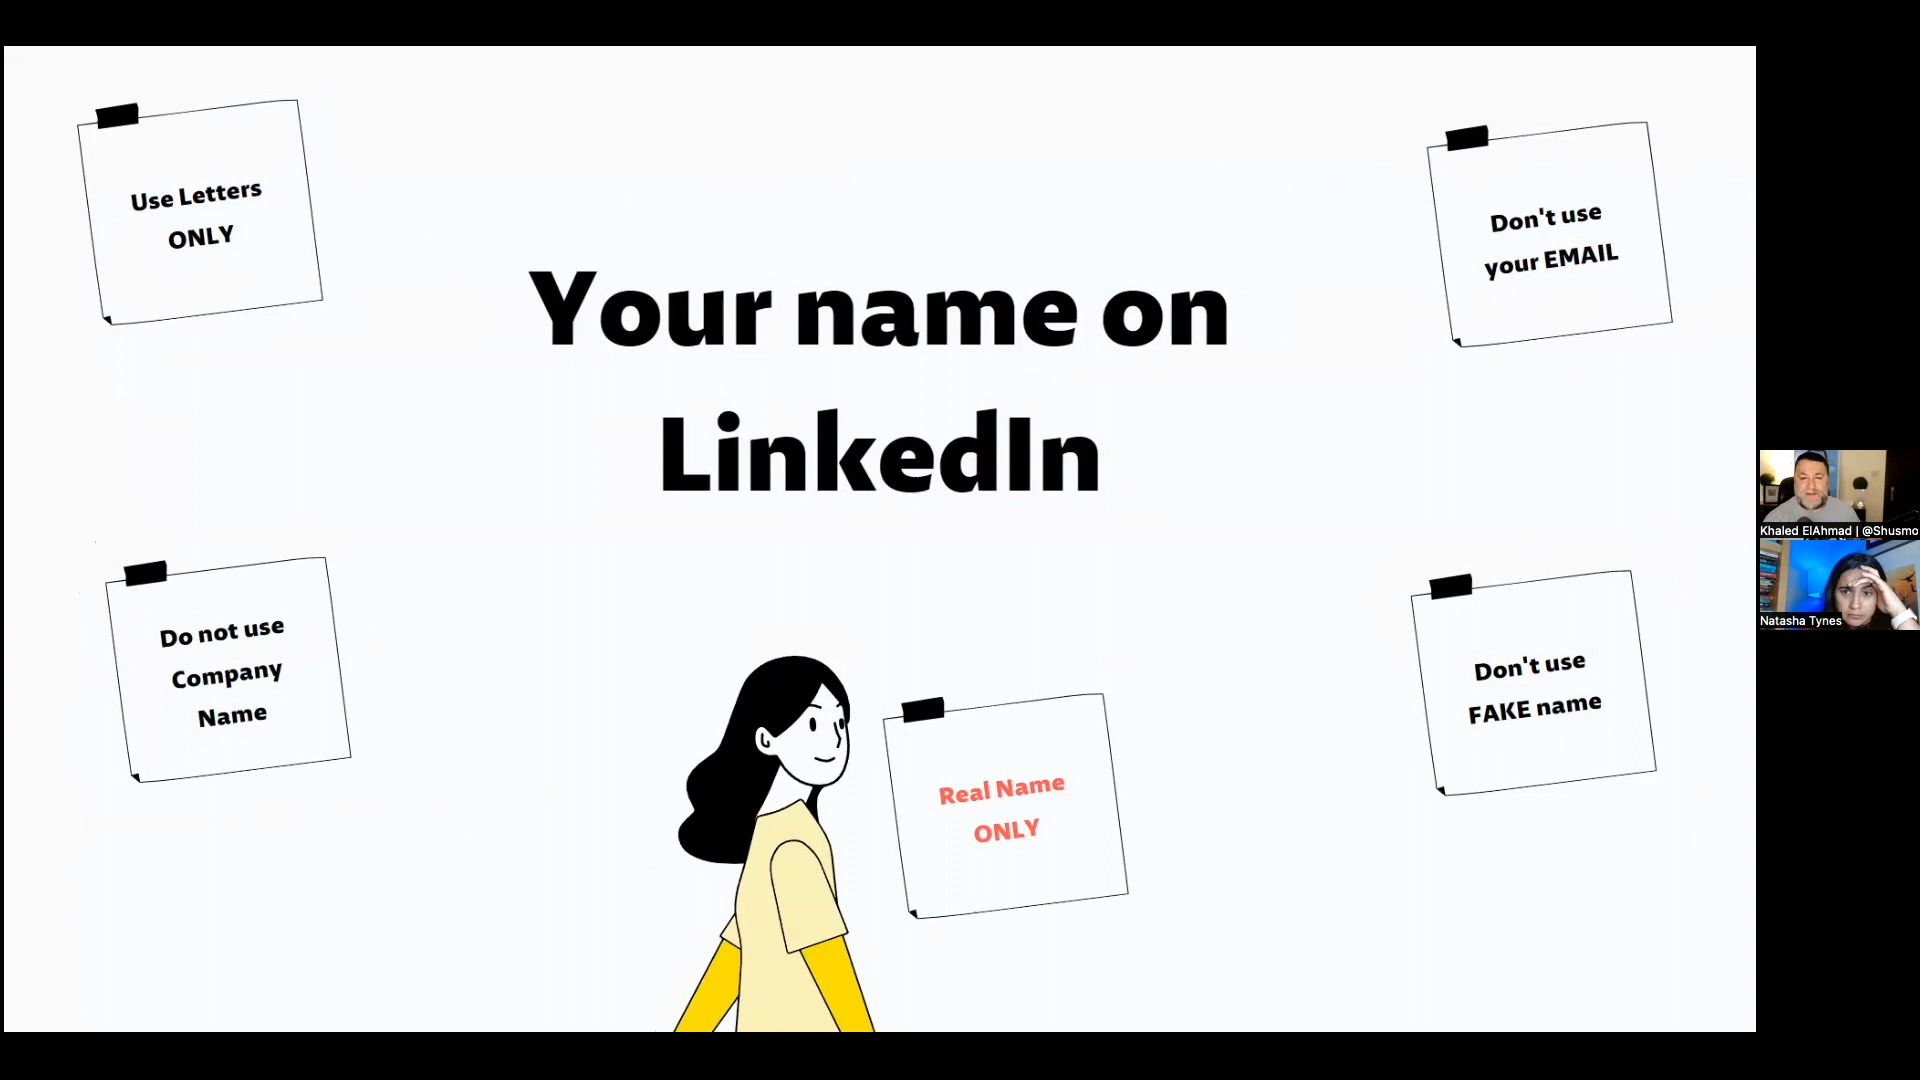 Use Letters
ONLY
Don't use
your EMAIL
Your name on
LinkedIn
Do not use
Company
Name
Real Name
ONLY
Don't use
FAKE name
Khaled ElAhmad | @Shusmo
Natasha Tynes